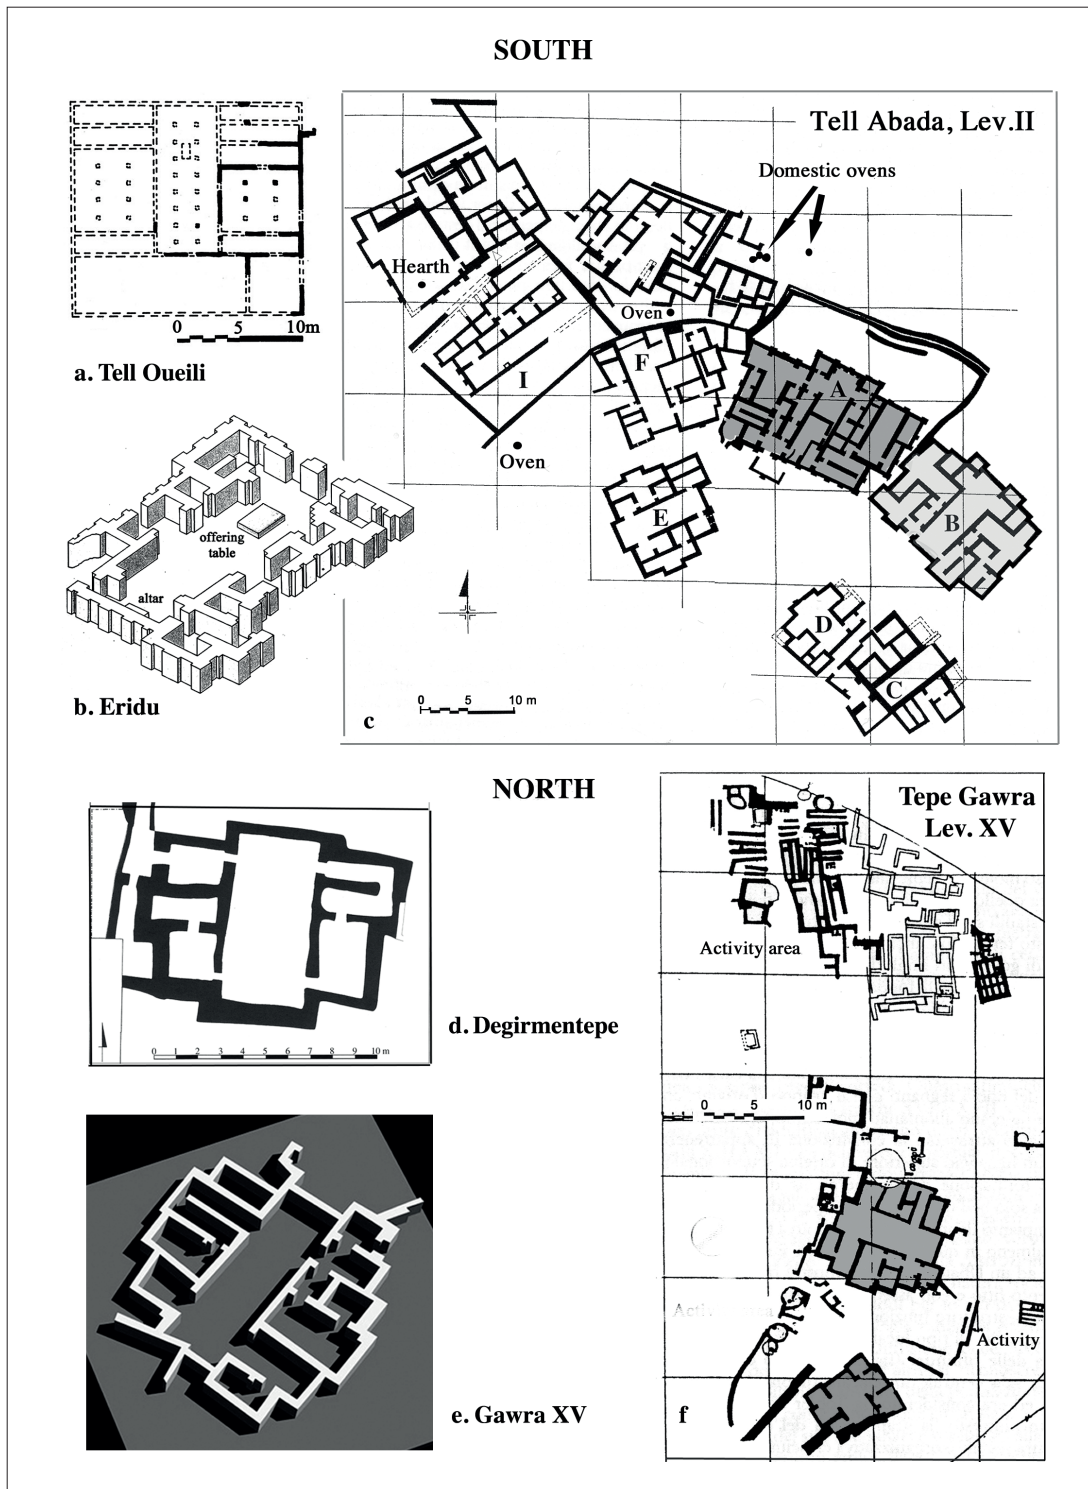 SOUTH
Tell Abada, Lev.II
Domestic ovens
Hearth
Oven
F
I
A
Oven
E
B
D
C
0 5 10 m
c
0 5 10m
a. Tell Oueili
offering
table
altar
b. Eridu
NORTH
0 1 2 3 4 5 6 7 8 9 10 m
d. Degirmentepe
e. Gawra XV
Tepe Gawra
Lev. XV
Activity area
0 5 10 m
Activity
f